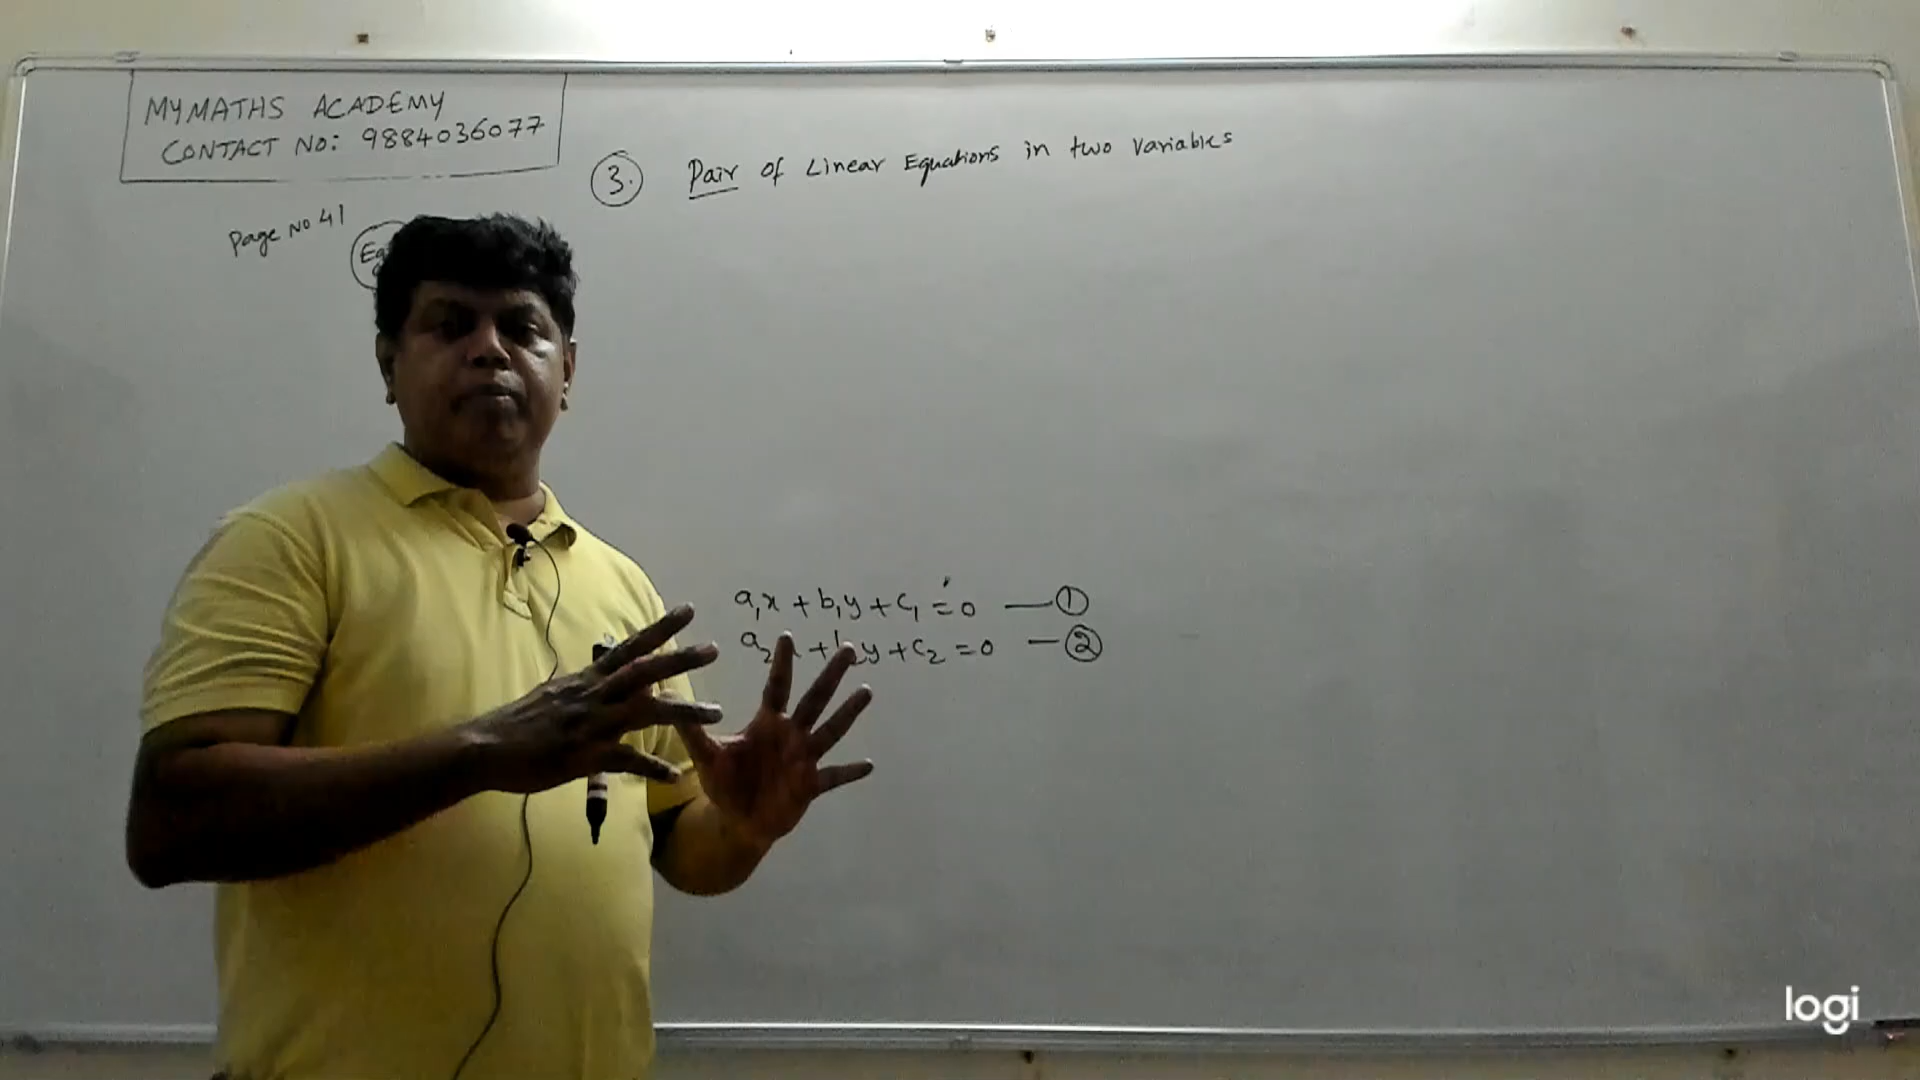 MYMATHS ACADEMY
CONTACT NO: 9884036077
3. Pair of Linear Equations in two variables
Page No 41
a₁x + b₁y + c₁ = 0 — 1
a₂x + b₂y + c₂ = 0 — 2
logi